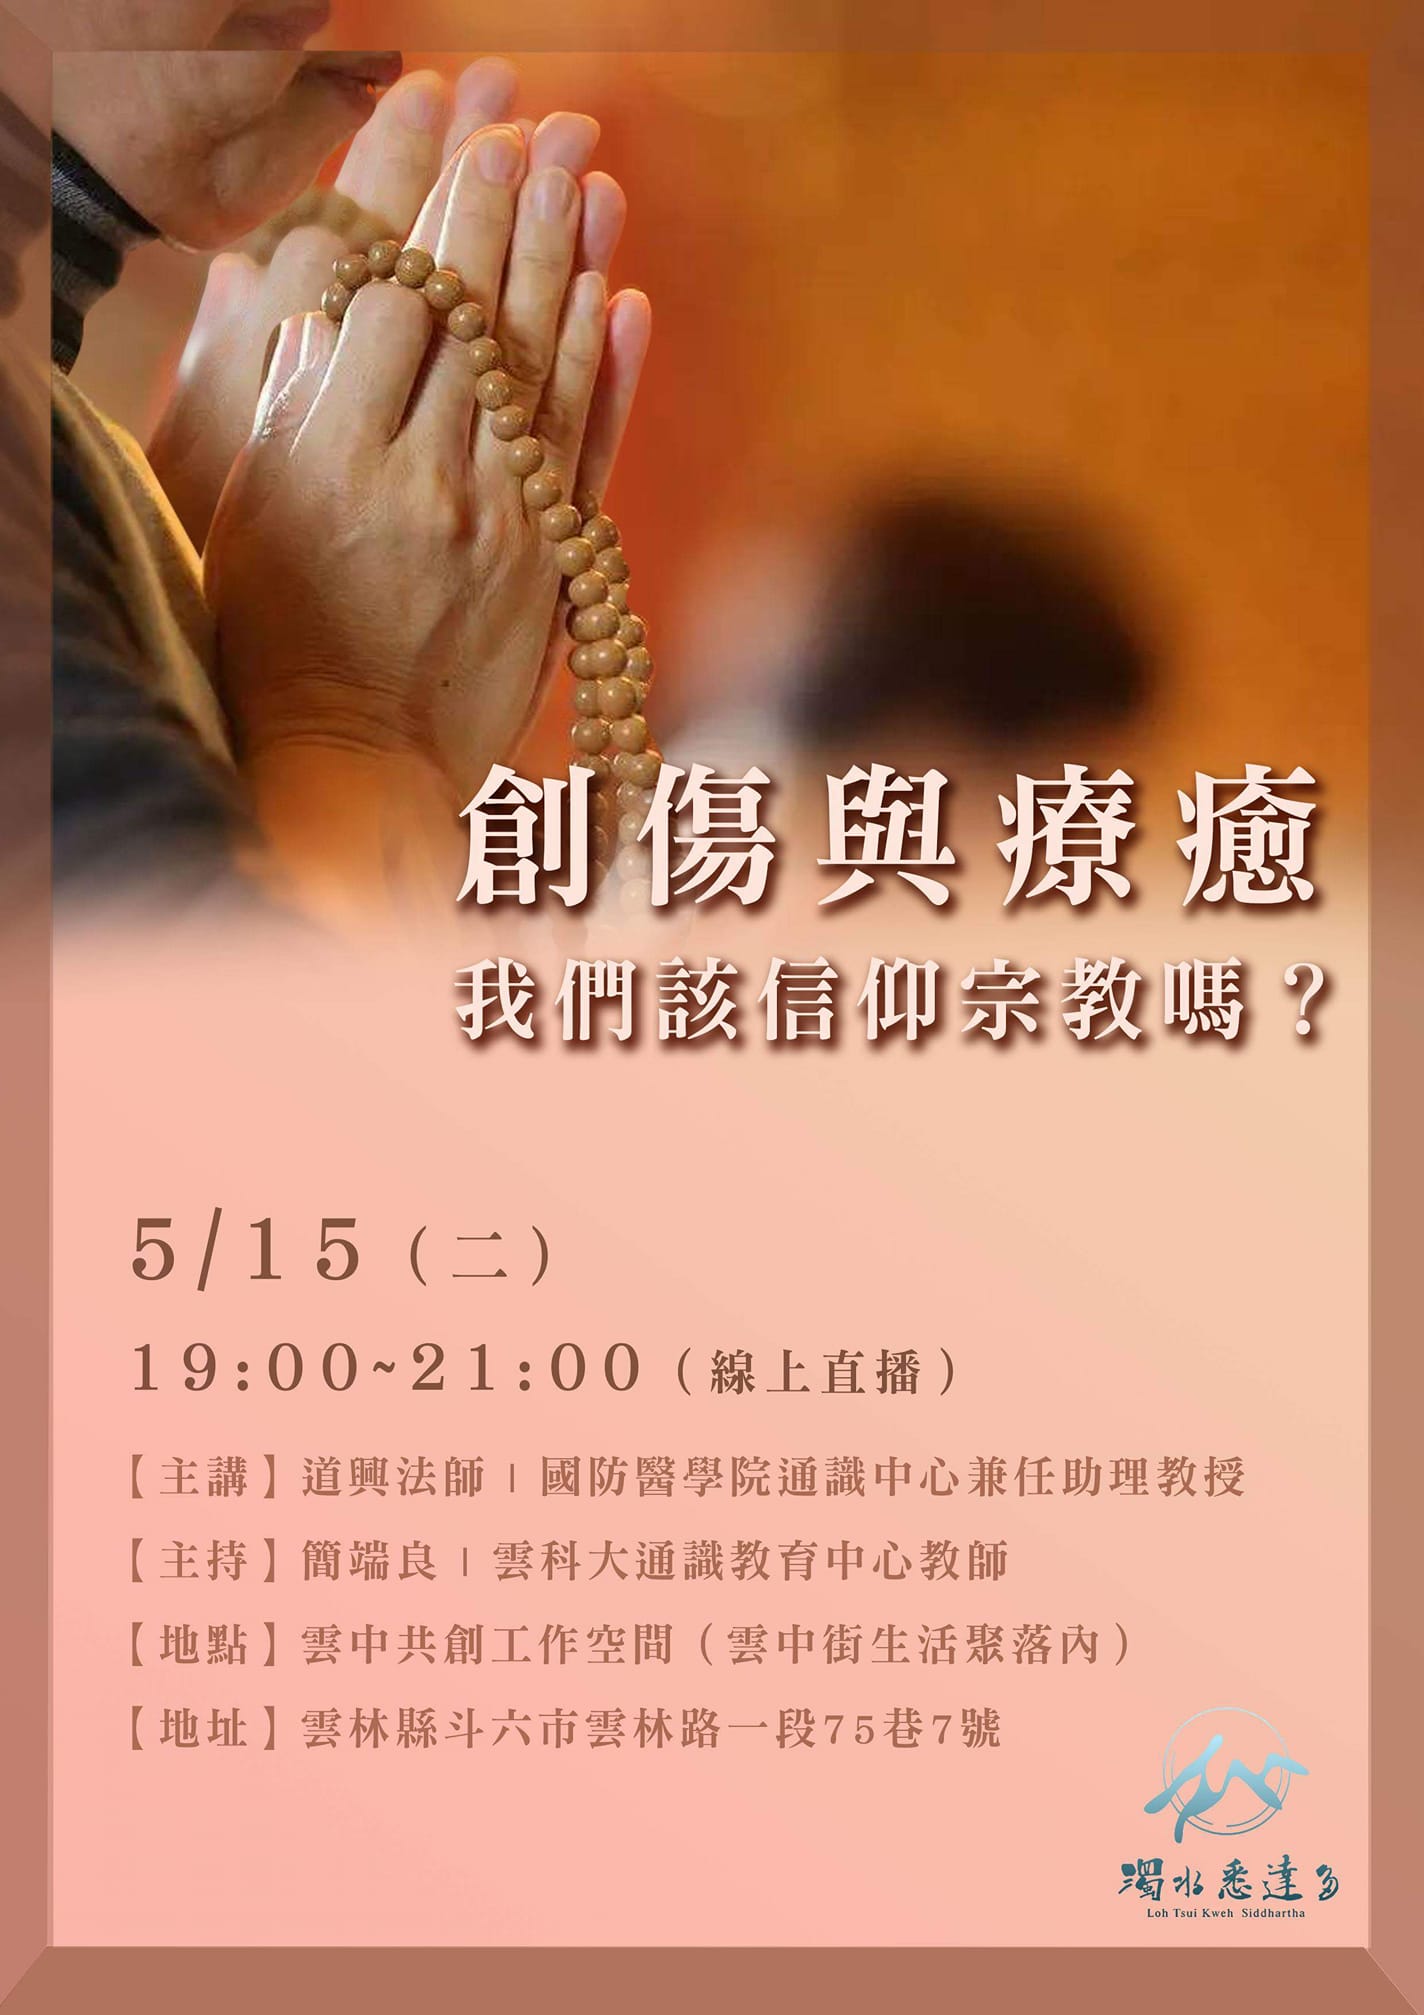 創傷與療癒
我們該信仰宗教嗎？
5/15（二）
19:00~21:00（線上直播）
【主講】道興法師｜國防醫學院通識中心兼任助理教授
【主持】簡端良｜雲科大通識教育中心教師
【地點】雲中共創工作空間（雲中街生活聚落內）
【地址】雲林縣斗六市雲林路一段75巷7號
濁水悉達多
Loh Tsui Kweh Siddhartha